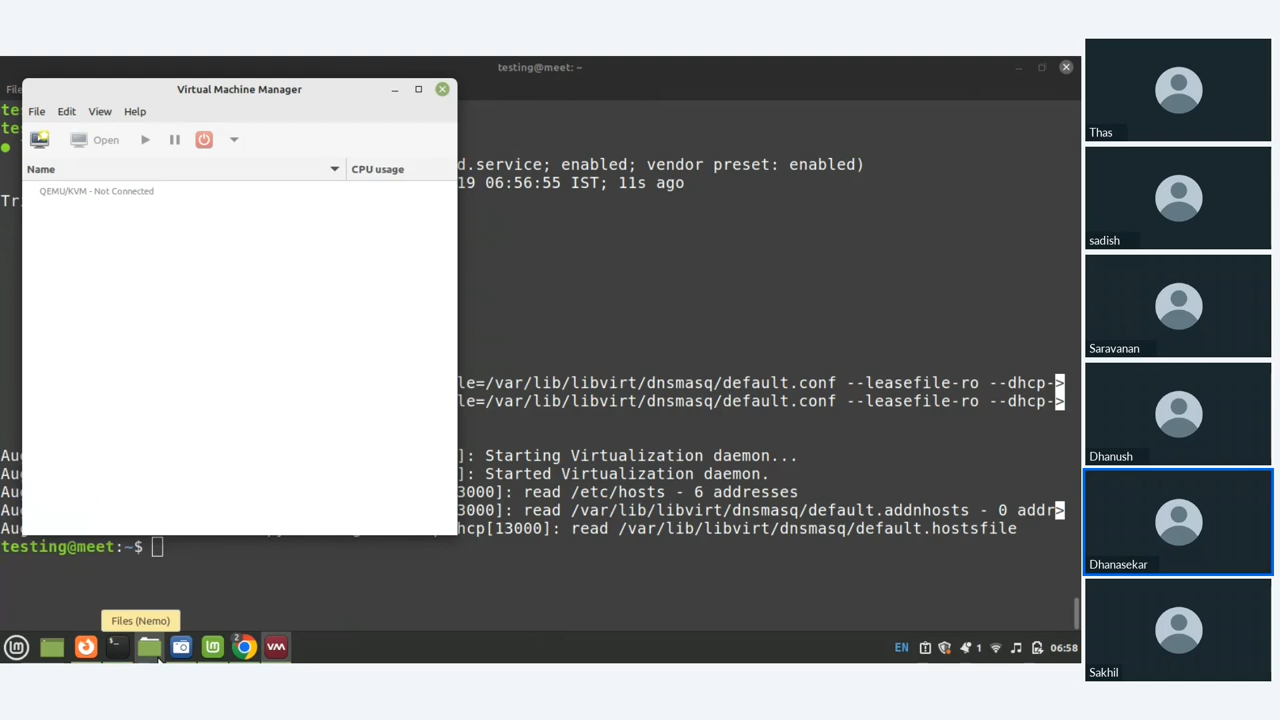 testing@meet: ~
File
Virtual Machine Manager
File Edit View Help
Open
Name
CPU usage
QEMU/KVM - Not Connected
d.service; enabled; vendor preset: enabled)
19 06:56:55 IST; 11s ago
le=/var/lib/libvirt/dnsmasq/default.conf --leasefile-ro --dhcp->
le=/var/lib/libvirt/dnsmasq/default.conf --leasefile-ro --dhcp->
]: Starting Virtualization daemon...
]: Started Virtualization daemon.
3000]: read /etc/hosts - 6 addresses
3000]: read /var/lib/libvirt/dnsmasq/default.addnhosts - 0 addr>
hcp[13000]: read /var/lib/libvirt/dnsmasq/default.hostsfile
testing@meet:~$
Files (Nemo)
2
EN
1
06:58
Thas
sadish
Saravanan
Dhanush
Dhanasekar
Sakhil